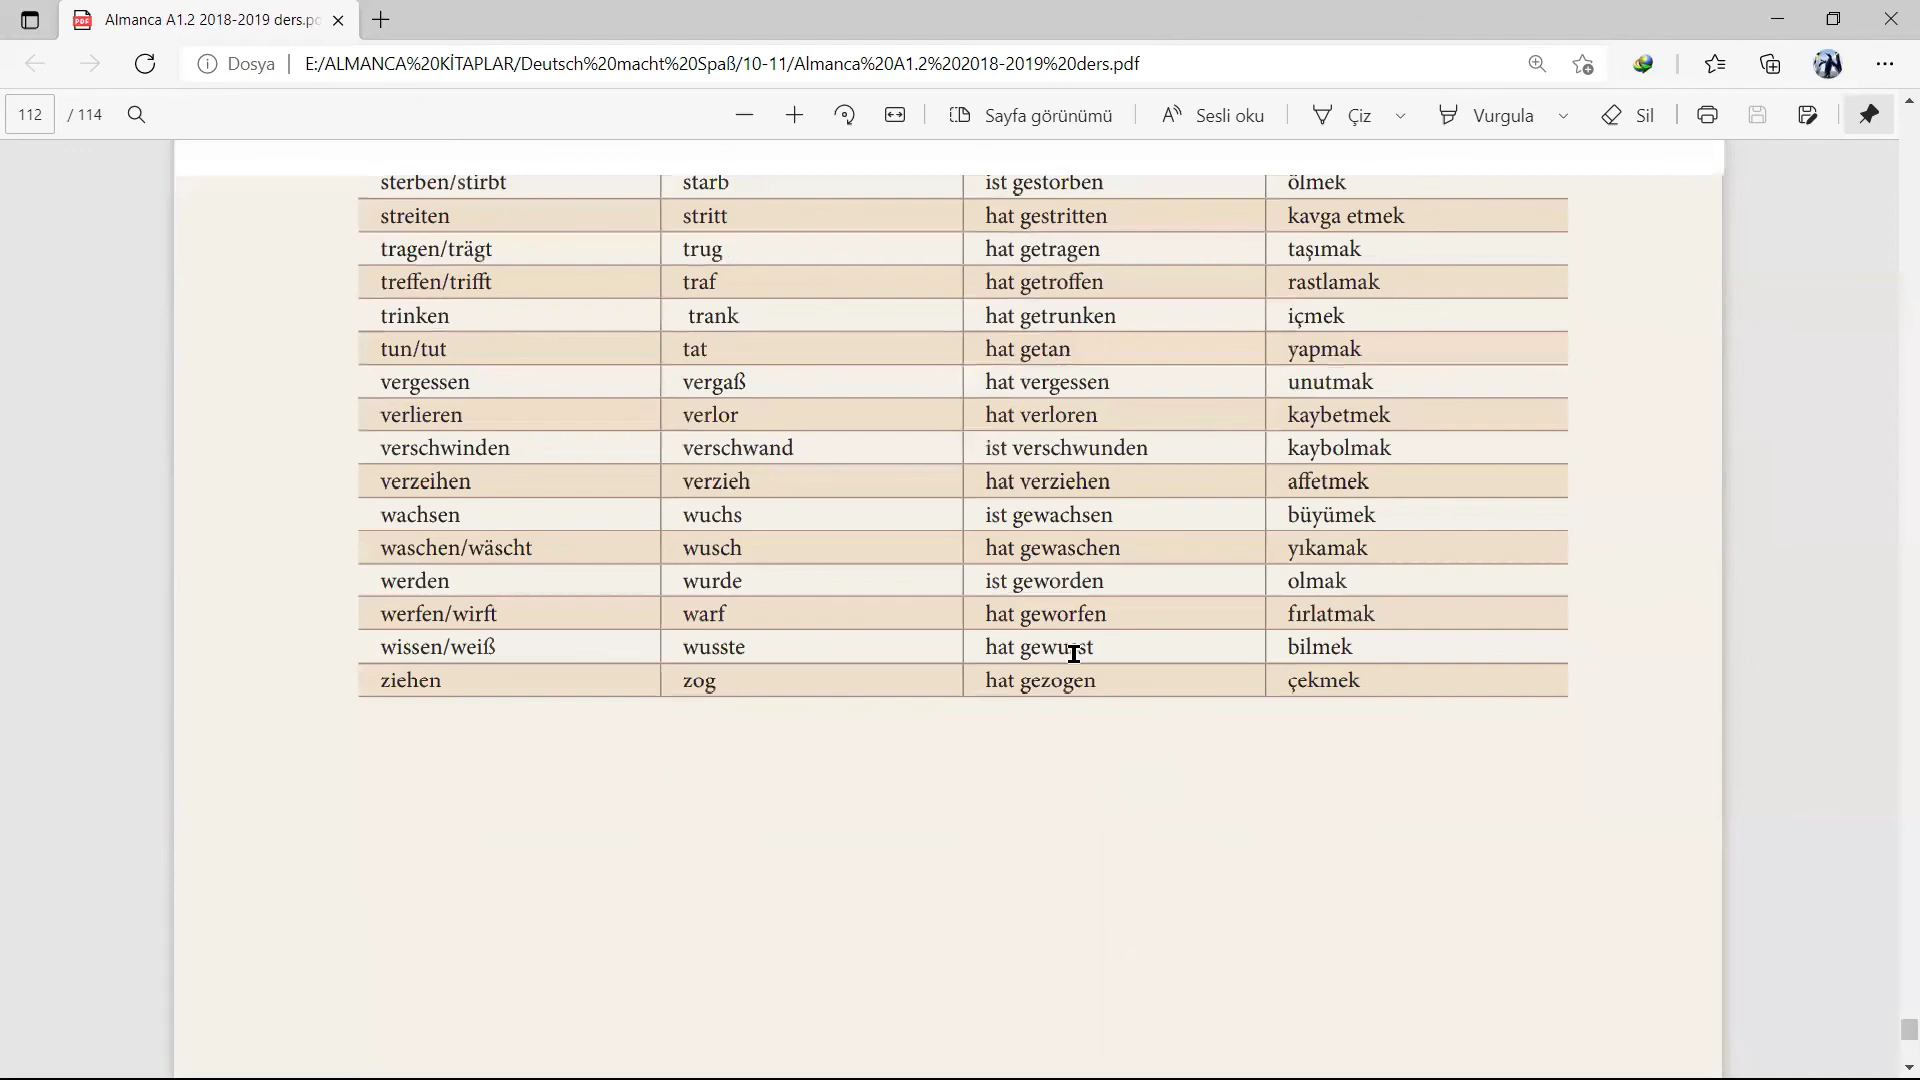 Almanca A1.2 2018-2019 ders.po
Dosya E:/ALMANCA%20KİTAPLAR/Deutsch%20macht%20Spaß/10-11/Almanca%20A1.2%202018-2019%20ders.pdf
112 / 114 Sayfa görünümü Sesli oku Çiz Vurgula Sil
sterben/stirbt starb ist gestorben ölmek
streiten stritt hat gestritten kavga etmek
tragen/trägt trug hat getragen taşımak
treffen/trifft traf hat getroffen rastlamak
trinken trank hat getrunken içmek
tun/tut tat hat getan yapmak
vergessen vergaß hat vergessen unutmak
verlieren verlor hat verloren kaybetmek
verschwinden verschwand ist verschwunden kaybolmak
verzeihen verzieh hat verziehen affetmek
wachsen wuchs ist gewachsen büyümek
waschen/wäscht wusch hat gewaschen yıkamak
werden wurde ist geworden olmak
werfen/wirft warf hat geworfen fırlatmak
wissen/weiß wusste hat gewusst bilmek
ziehen zog hat gezogen çekmek